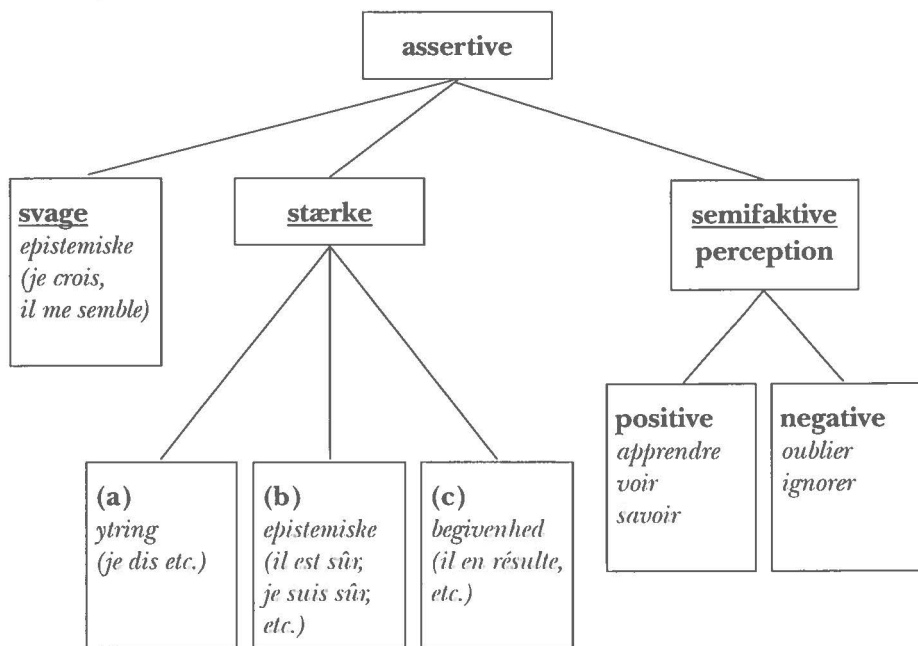 assertive
svage
epistemiske
(je crois,
il me semble)
stærke
semifaktive
perception
positive
apprendre
voir
savoir
negative
oublier
ignorer
(a)
ytring
(je dis etc.)
(b)
epistemiske
(il est sûr,
je suis sûr,
etc.)
(c)
begivenhed
(il en résulte,
etc.)